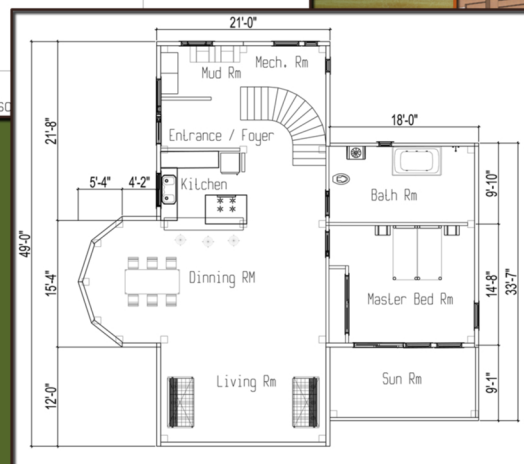 21'-0"
Mud Rm
Mech. Rm
21'-8"
Entrance / Foyer
18'-0"
5'-4"
4'-2"
Kitchen
Bath Rm
9'-10"
49'-0"
15'-4"
Dinning RM
Master Bed Rm
14'-8"
33'-7"
12'-0"
Living Rm
Sun Rm
9'-1"